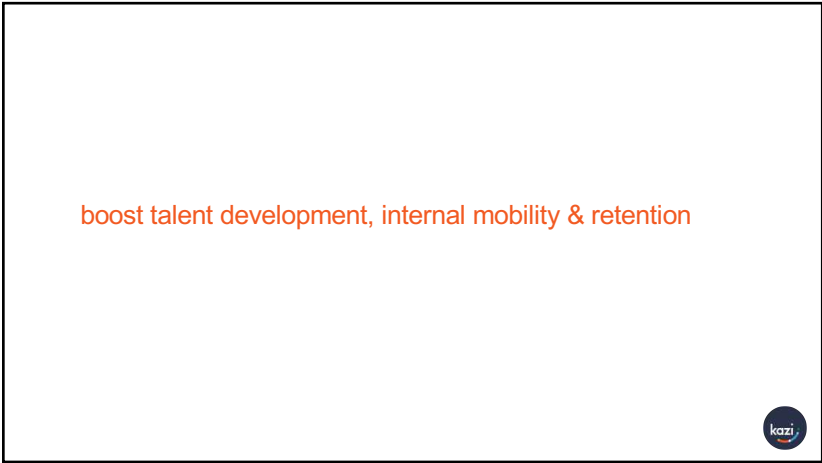 boost talent development, internal mobility & retention
kazi